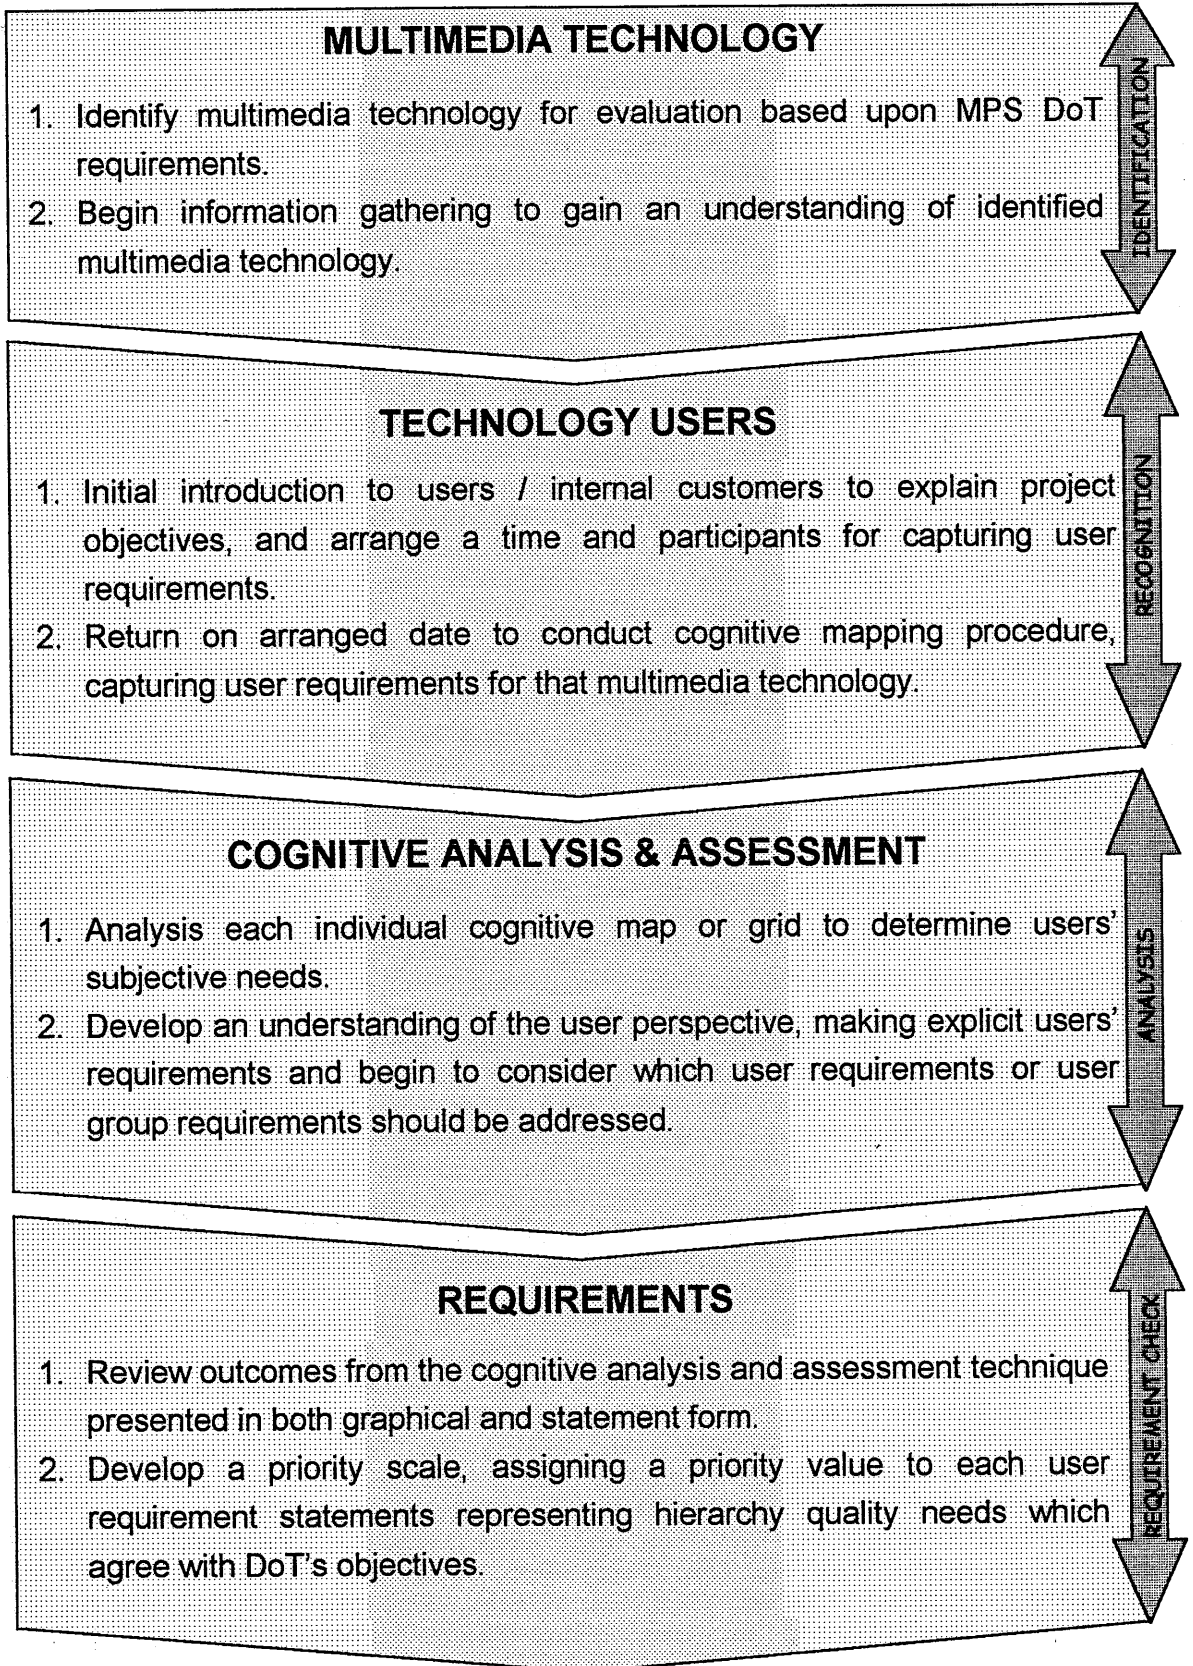 MULTIMEDIA TECHNOLOGY
1. Identify multimedia technology for evaluation based upon MPS DoT
requirements.
2. Begin information gathering to gain an understanding of identified
multimedia technology.
IDENTIFICATION
TECHNOLOGY USERS
1. Initial introduction to users / internal customers to explain project
objectives, and arrange a time and participants for capturing user
requirements.
2. Return on arranged date to conduct cognitive mapping procedure,
capturing user requirements for that multimedia technology.
RECOGNITION
COGNITIVE ANALYSIS & ASSESSMENT
1. Analysis each individual cognitive map or grid to determine users’
subjective needs.
2. Develop an understanding of the user perspective, making explicit users’
requirements and begin to consider which user requirements or user
group requirements should be addressed.
ANALYSIS
REQUIREMENTS
1. Review outcomes from the cognitive analysis and assessment technique
presented in both graphical and statement form.
2. Develop a priority scale, assigning a priority value to each user
requirement statements representing hierarchy quality needs which
agree with DoT’s objectives.
REQUIREMENT CHECK